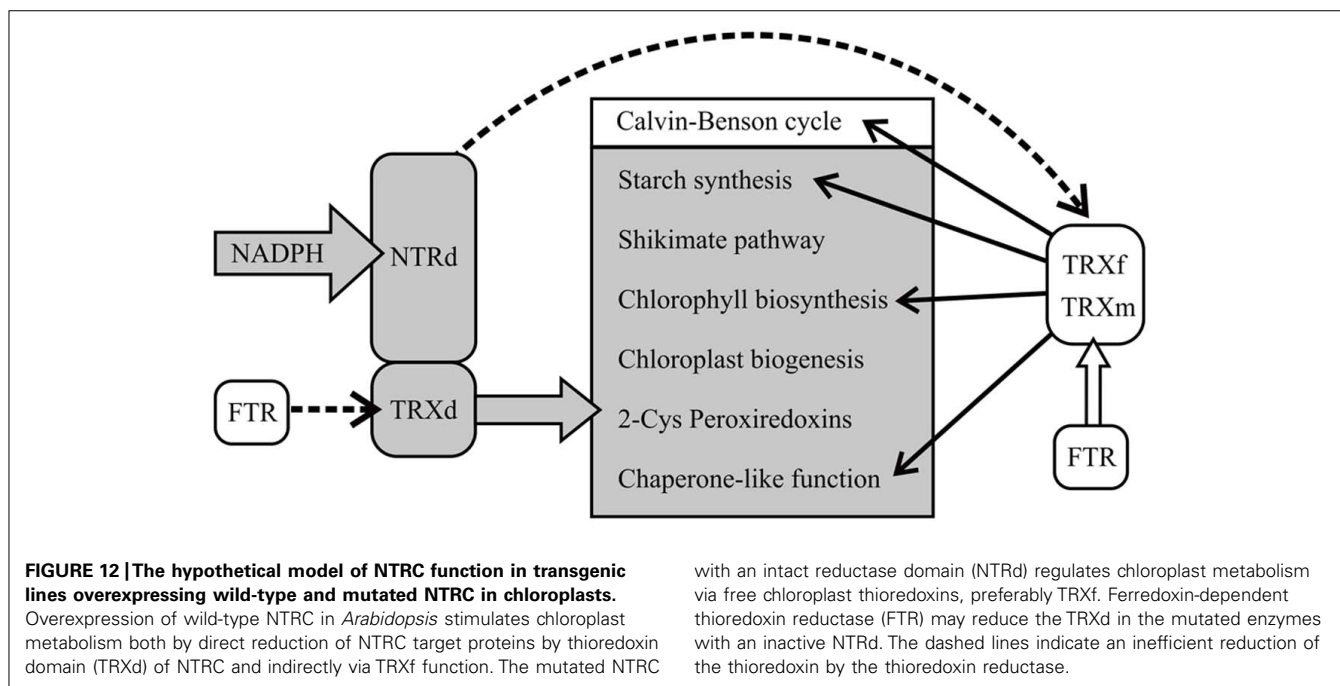 Calvin-Benson cycle
Starch synthesis
Shikimate pathway
Chlorophyll biosynthesis
Chloroplast biogenesis
2-Cys Peroxiredoxins
Chaperone-like function
NADPH
NTRd
FTR
TRXd
TRXf
TRXm
FTR
FIGURE 12 | The hypothetical model of NTRC function in transgenic
lines overexpressing wild-type and mutated NTRC in chloroplasts.
Overexpression of wild-type NTRC in Arabidopsis stimulates chloroplast
metabolism both by direct reduction of NTRC target proteins by thioredoxin
domain (TRXd) of NTRC and indirectly via TRXf function. The mutated NTRC
with an intact reductase domain (NTRd) regulates chloroplast metabolism
via free chloroplast thioredoxins, preferably TRXf. Ferredoxin-dependent
thioredoxin reductase (FTR) may reduce the TRXd in the mutated enzymes
with an inactive NTRd. The dashed lines indicate an inefficient reduction of
the thioredoxin by the thioredoxin reductase.